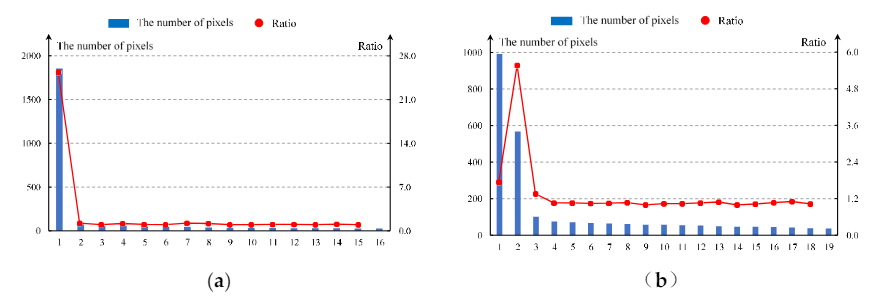 The number of pixels Ratio
The number of pixels Ratio
2000 28.0
1500 21.0
1000 14.0
500 7.0
0 0.0
1 2 3 4 5 6 7 8 9 10 11 12 13 14 15 16
(a)
The number of pixels Ratio
The number of pixels Ratio
1000 6.0
800 4.8
600 3.6
400 2.4
200 1.2
0 0.0
1 2 3 4 5 6 7 8 9 10 11 12 13 14 15 16 17 18 19
（b）